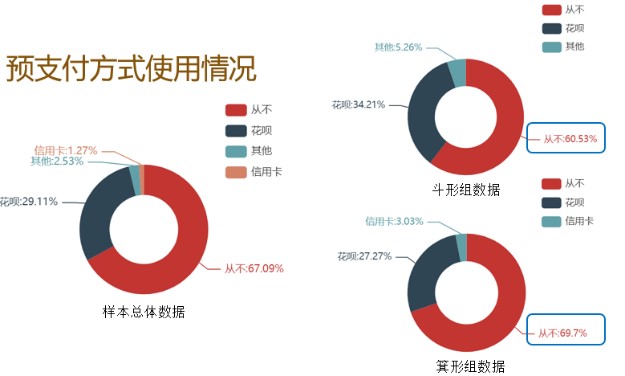 预支付方式使用情况
从不
花呗
其他
信用卡
信用卡:1.27%
其他:2.53%
花呗:29.11%
从不:67.09%
样本总体数据
从不
花呗
其他
其他:5.26%
花呗:34.21%
从不:60.53%
斗形组数据
从不
花呗
信用卡
信用卡:3.03%
花呗:27.27%
从不:69.7%
箕形组数据